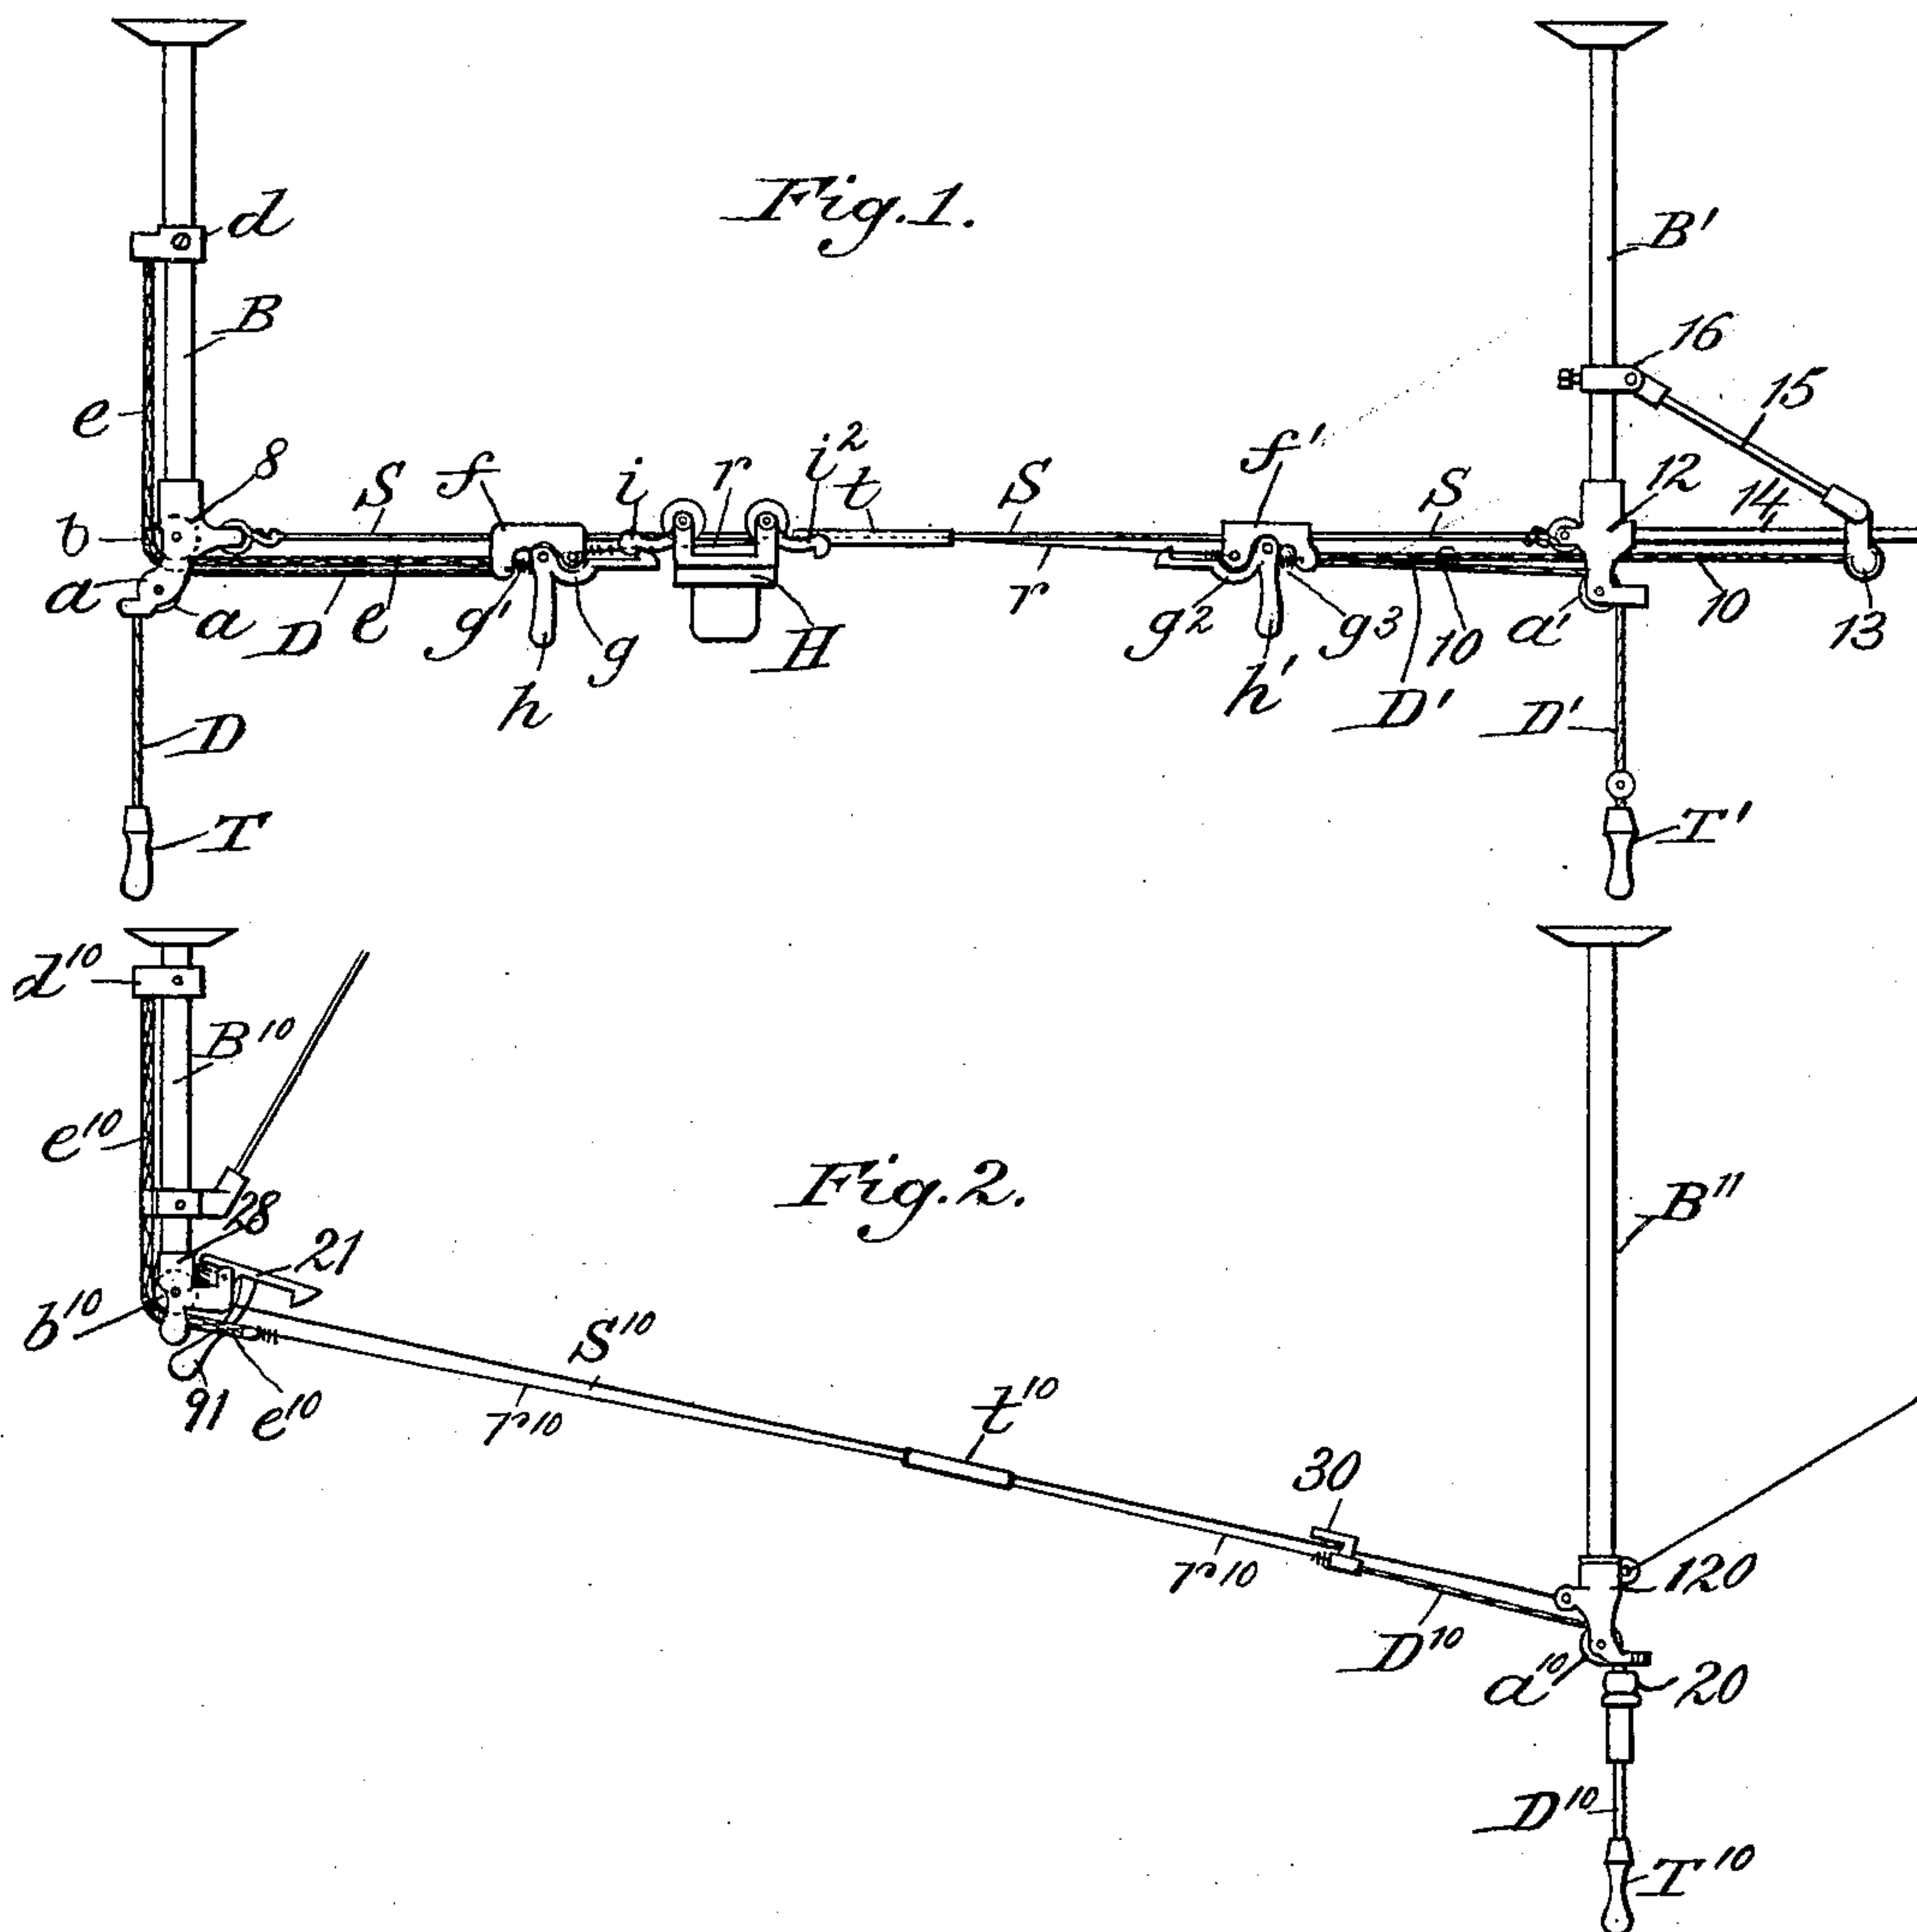 Fig. 1.
d
B'
B
16
e
15
8
S
f
i
r
i²
t
S
f'
S
12
14
b
a
a
D
e
g'
h
g
H
r
g²
h'
g³
10
D'
a'
10
13
D
D'
T
T'
Fig. 2.
d¹⁰
B¹⁰
e¹⁰
B¹¹
28
21
b¹⁰
S¹⁰
91
e¹⁰
r¹⁰
t¹⁰
30
r¹⁰
120
D¹⁰
a¹⁰
20
D¹⁰
T¹⁰